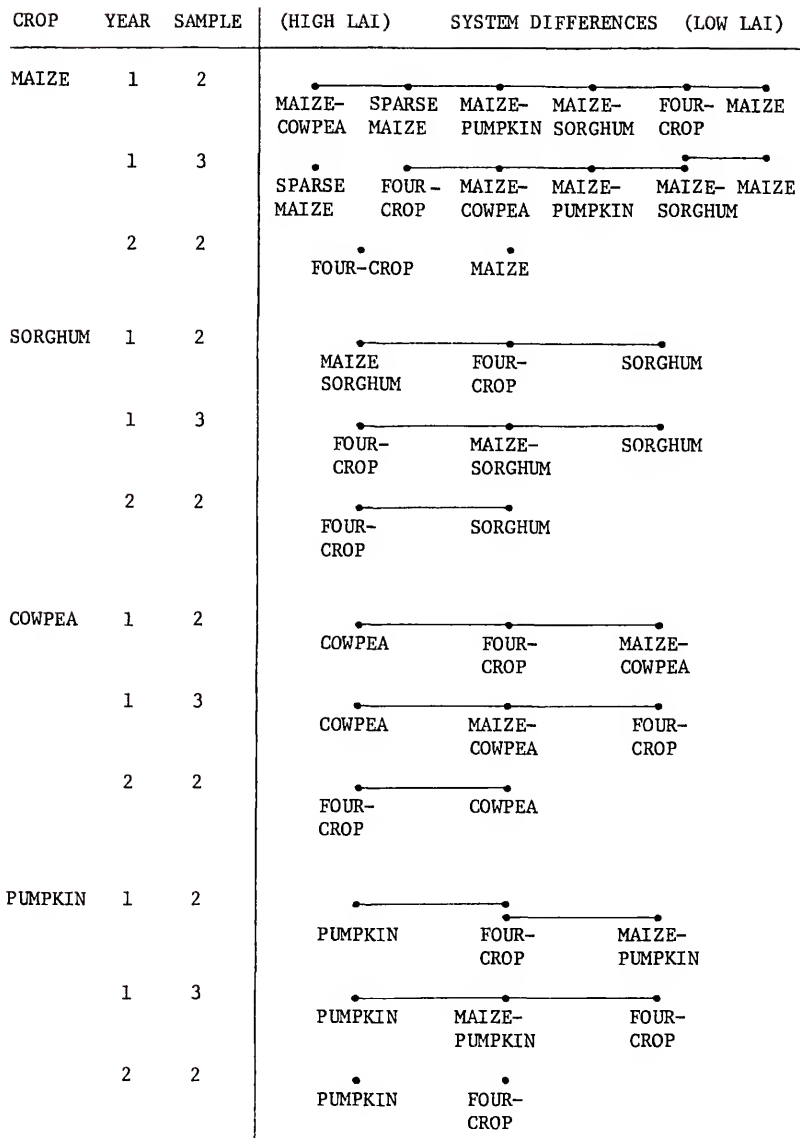 CROP YEAR SAMPLE (HIGH LAI) SYSTEM DIFFERENCES (LOW LAI)
MAIZE 1 2
MAIZE- SPARSE MAIZE- MAIZE- FOUR- MAIZE
COWPEA MAIZE PUMPKIN SORGHUM CROP
1 3
SPARSE FOUR- MAIZE- MAIZE- MAIZE- MAIZE
MAIZE CROP COWPEA PUMPKIN SORGHUM
2 2
FOUR-CROP MAIZE
SORGHUM 1 2
MAIZE FOUR- SORGHUM
SORGHUM CROP
1 3
FOUR- MAIZE- SORGHUM
CROP SORGHUM
2 2
FOUR- SORGHUM
CROP
COWPEA 1 2
COWPEA FOUR- MAIZE-
CROP COWPEA
1 3
COWPEA MAIZE- FOUR-
COWPEA CROP
2 2
FOUR- COWPEA
CROP
PUMPKIN 1 2
PUMPKIN FOUR- MAIZE-
CROP PUMPKIN
1 3
PUMPKIN MAIZE- FOUR-
PUMPKIN CROP
2 2
PUMPKIN FOUR-
CROP